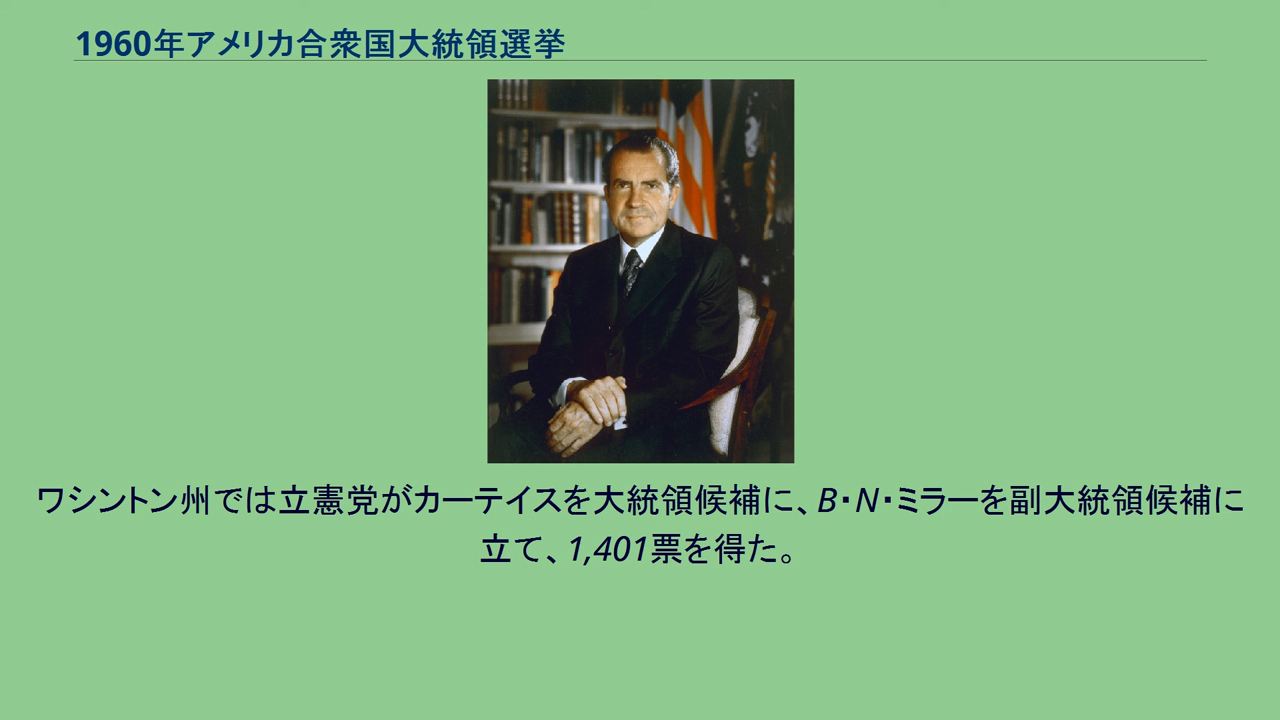 1960年アメリカ合衆国大統領選挙
ワシントン州では立憲党がカーテイスを大統領候補に、B・N・ミラーを副大統領候補に
立て、1,401票を得た。